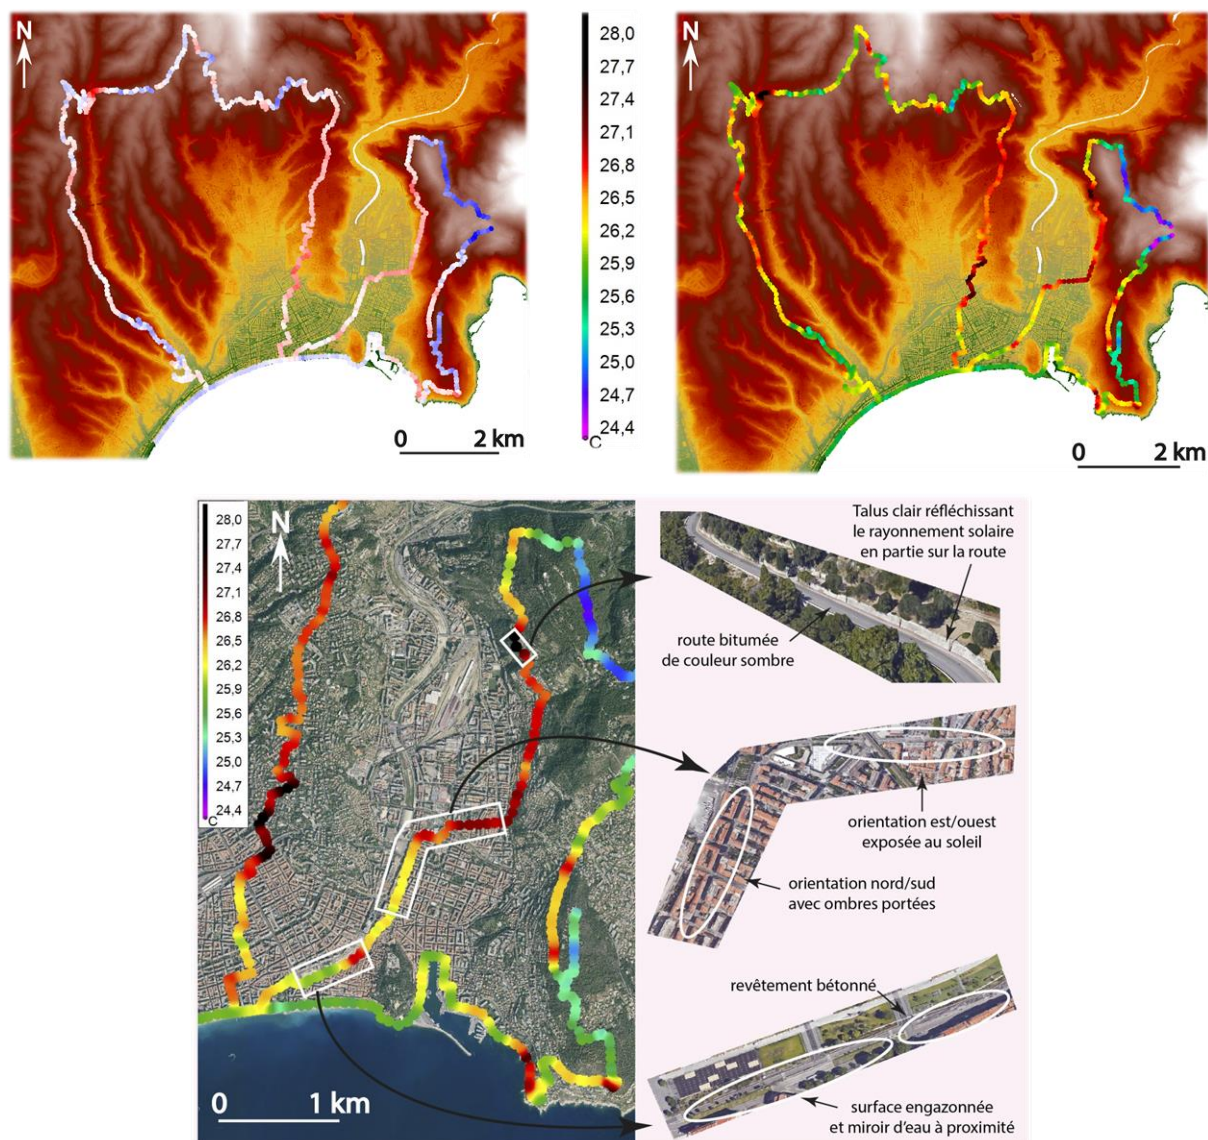 N
28,0
27,7
27,4
27,1
26,8
26,5
26,2
25,9
25,6
25,3
25,0
24,7
24,4
°C
0 2 km
N
0 2 km
28,0
27,7
27,4
27,1
26,8
26,5
26,2
25,9
25,6
25,3
25,0
24,7
24,4
°C
N
0 1 km
Talus clair réfléchissant
le rayonnement solaire
en partie sur la route
route bitumée
de couleur sombre
orientation est/ouest
exposée au soleil
orientation nord/sud
avec ombres portées
revêtement bétonné
surface engazonnée
et miroir d'eau à proximité